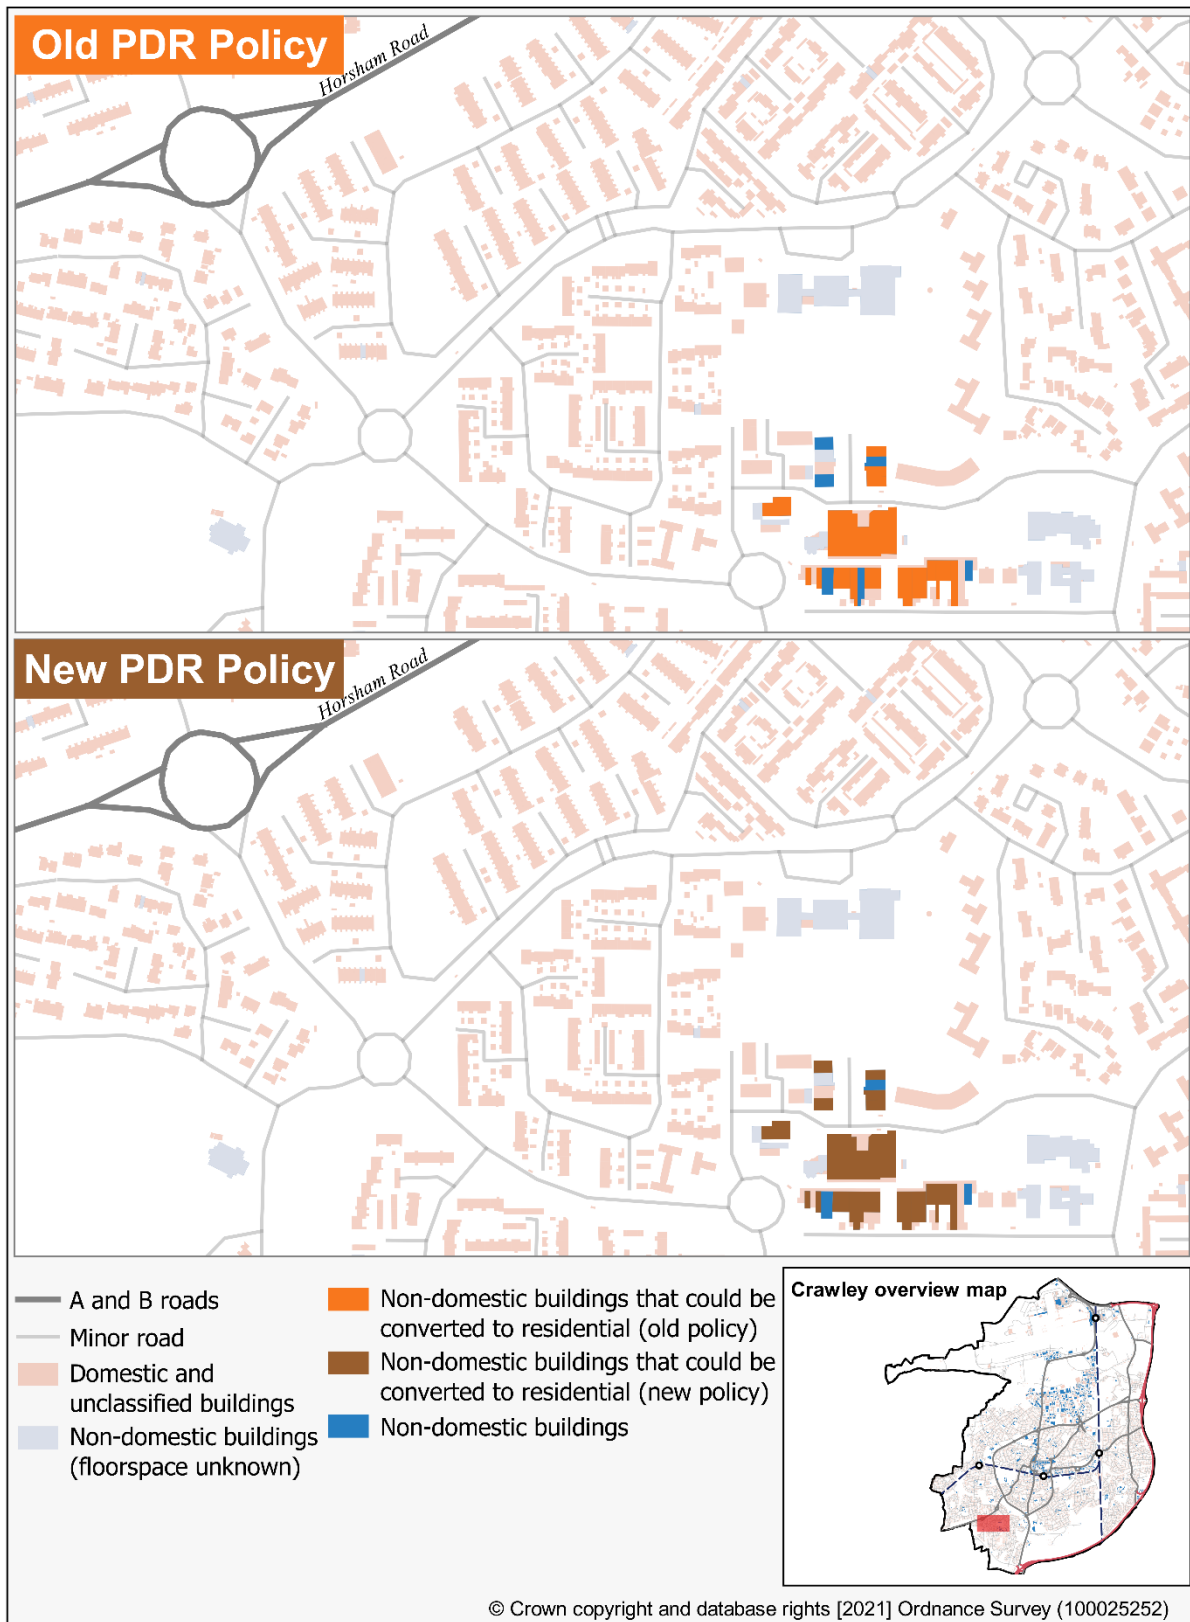 Old PDR Policy
Horsham Road
New PDR Policy
Horsham Road
A and B roads
Minor road
Domestic and
unclassified buildings
Non-domestic buildings
(floorspace unknown)
Non-domestic buildings that could be
converted to residential (old policy)
Non-domestic buildings that could be
converted to residential (new policy)
Non-domestic buildings
Crawley overview map
© Crown copyright and database rights [2021] Ordnance Survey (100025252)